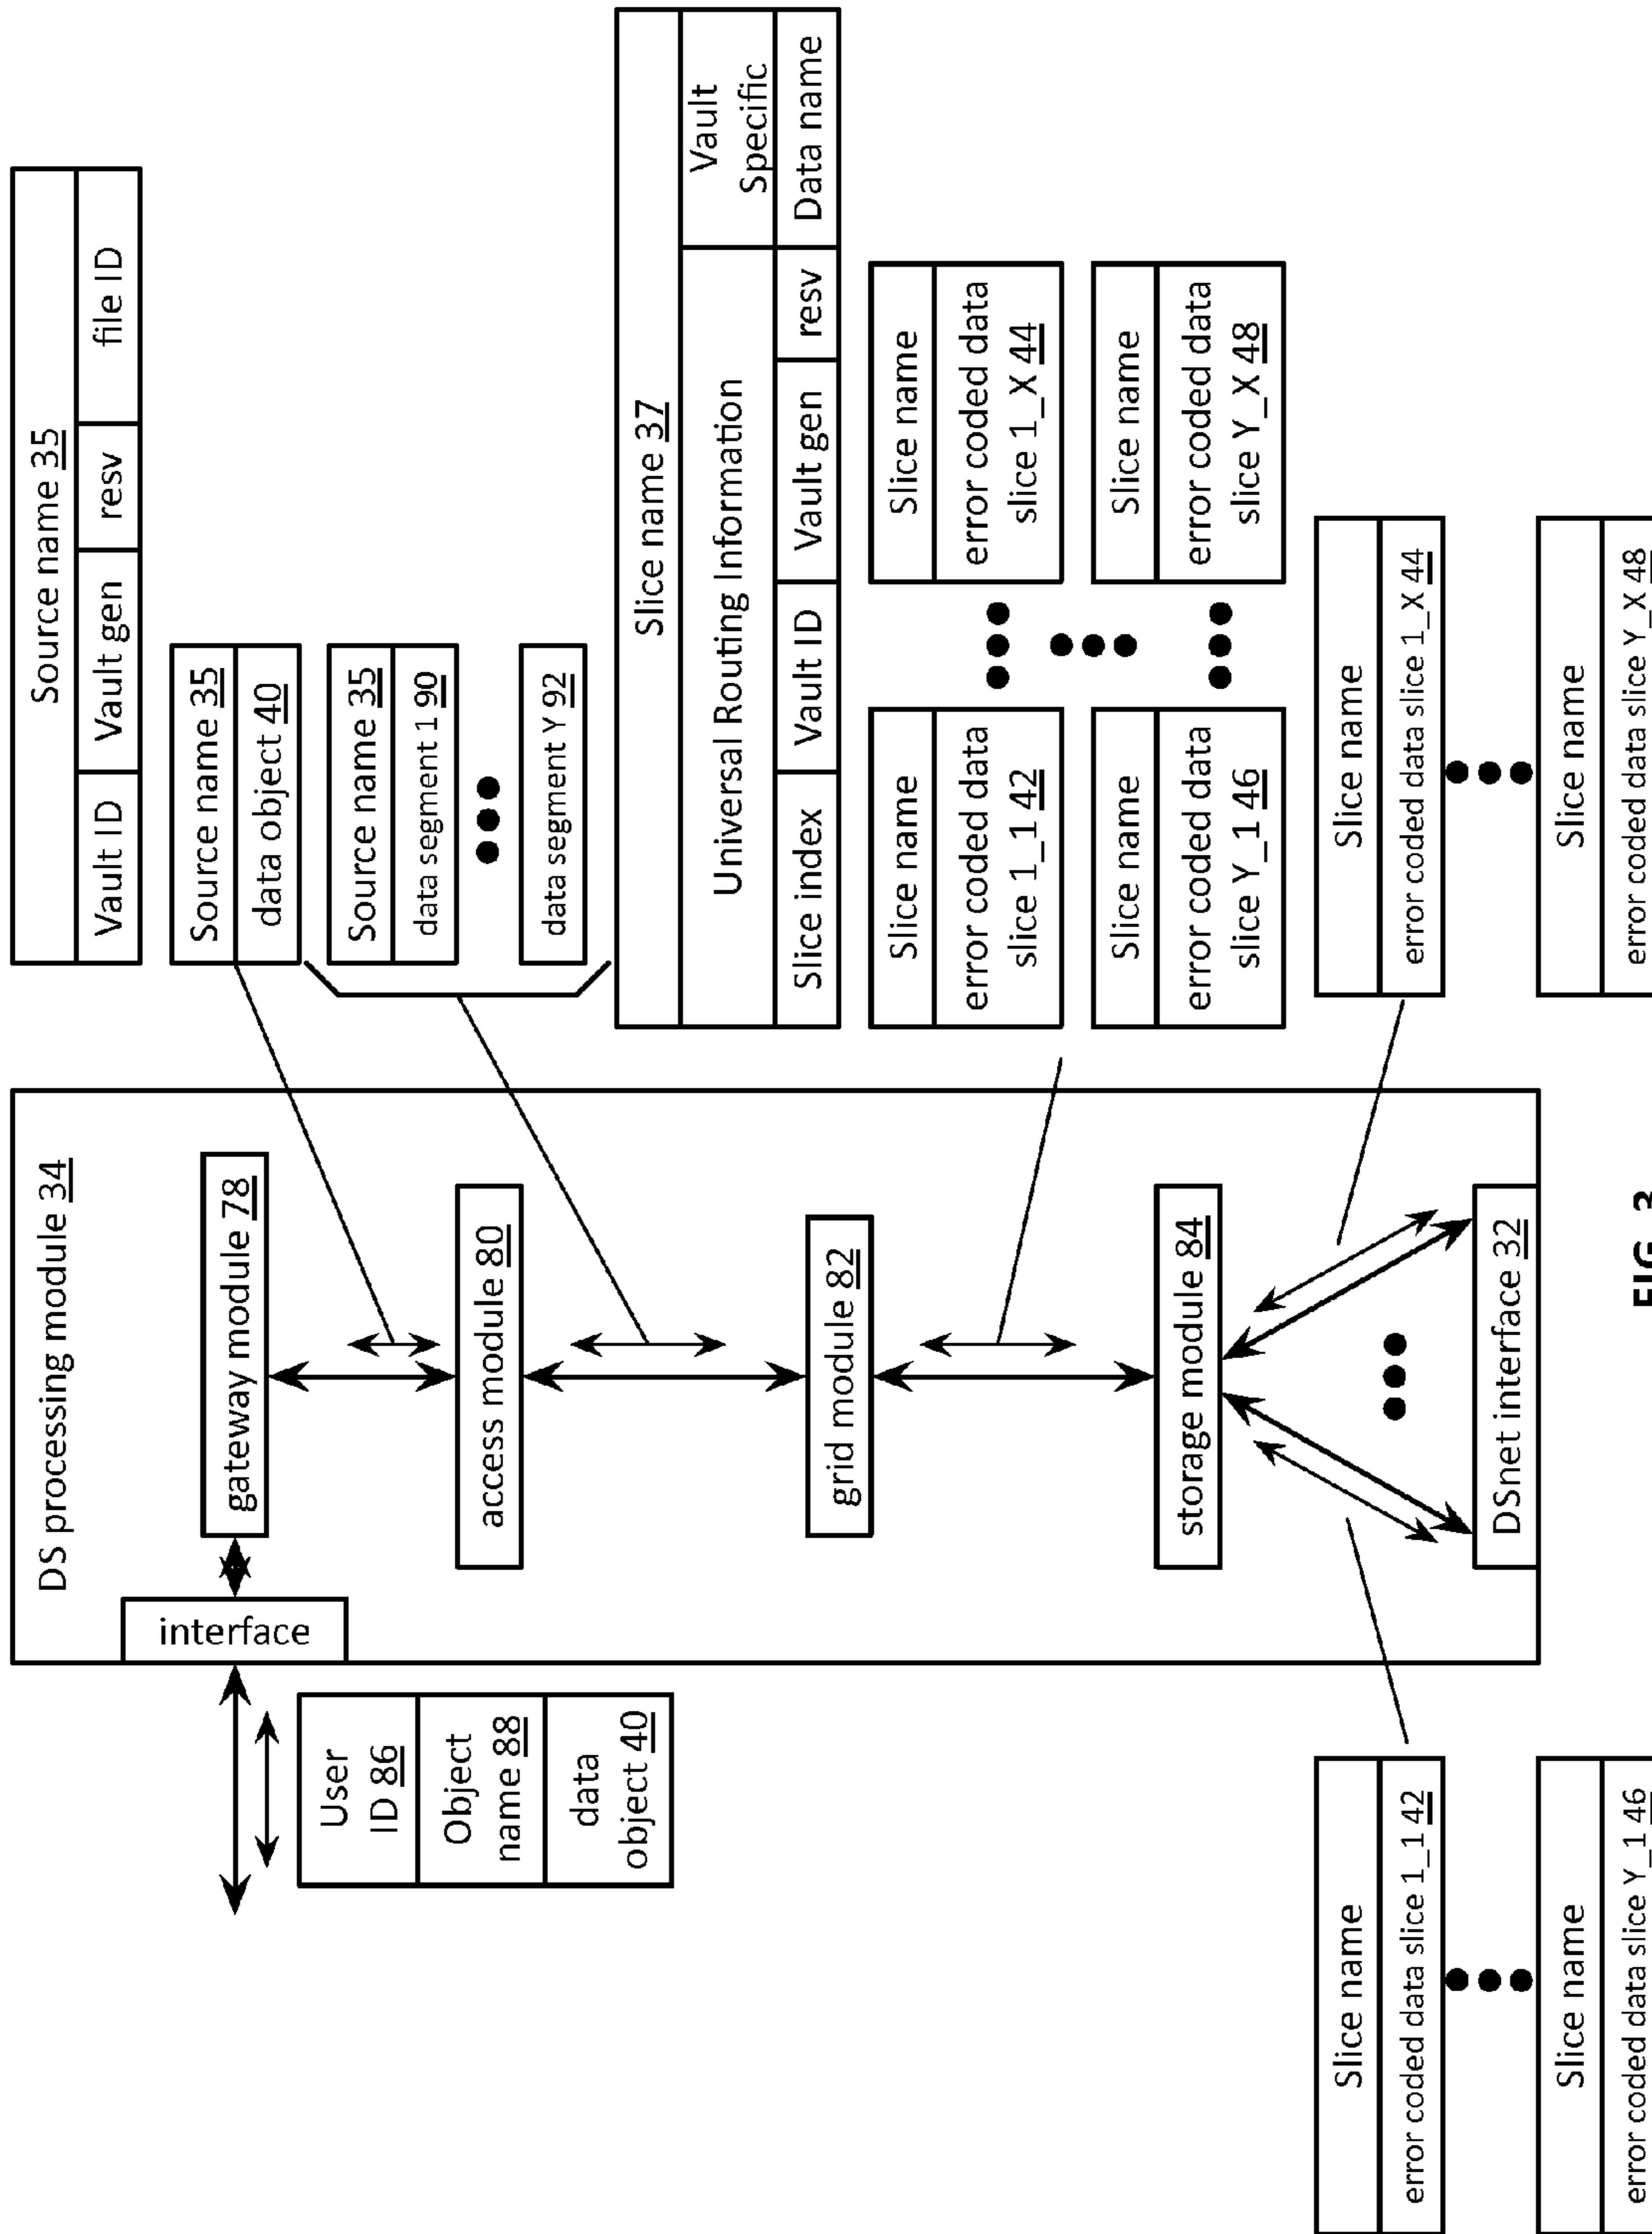 DS processing module 34
interface
gateway module 78
access module 80
grid module 82
storage module 84
DSnet interface 32
User
ID 86
Object
name 88
data
object 40
Source name 35
Vault ID
Vault gen
resv
file ID
Source name 35
data object 40
Source name 35
data segment 1 90
data segment Y 92
Slice name 37
Universal Routing Information
Vault
Specific
Slice index
Vault ID
Vault gen
resv
Data name
Slice name
error coded data
slice 1_1 42
Slice name
error coded data
slice 1_X 44
Slice name
error coded data
slice Y_1 46
Slice name
error coded data
slice Y_X 48
Slice name
error coded data slice 1_1 42
Slice name
error coded data slice Y_1 46
Slice name
error coded data slice 1_X 44
Slice name
error coded data slice Y_X 48
FIG. 3